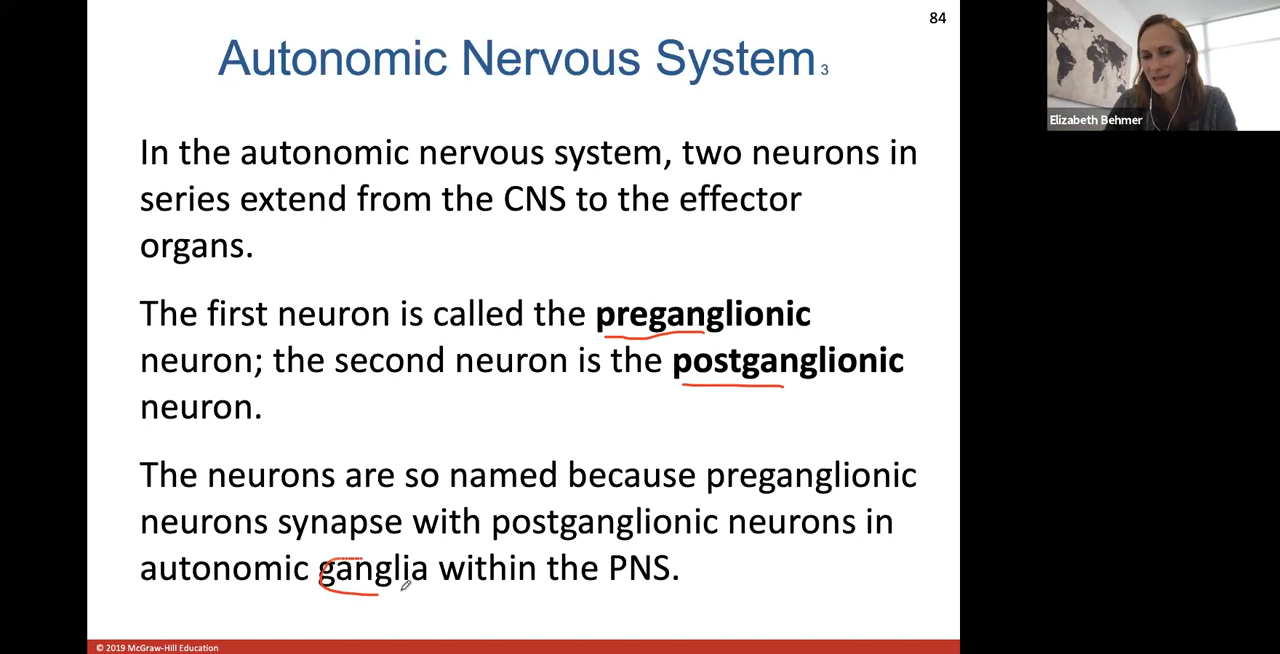 84
Autonomic Nervous System 3
Elizabeth Behmer
In the autonomic nervous system, two neurons in
series extend from the CNS to the effector
organs.
The first neuron is called the preganglionic
neuron; the second neuron is the postganglionic
neuron.
The neurons are so named because preganglionic
neurons synapse with postganglionic neurons in
autonomic ganglia within the PNS.
© 2019 McGraw-Hill Education